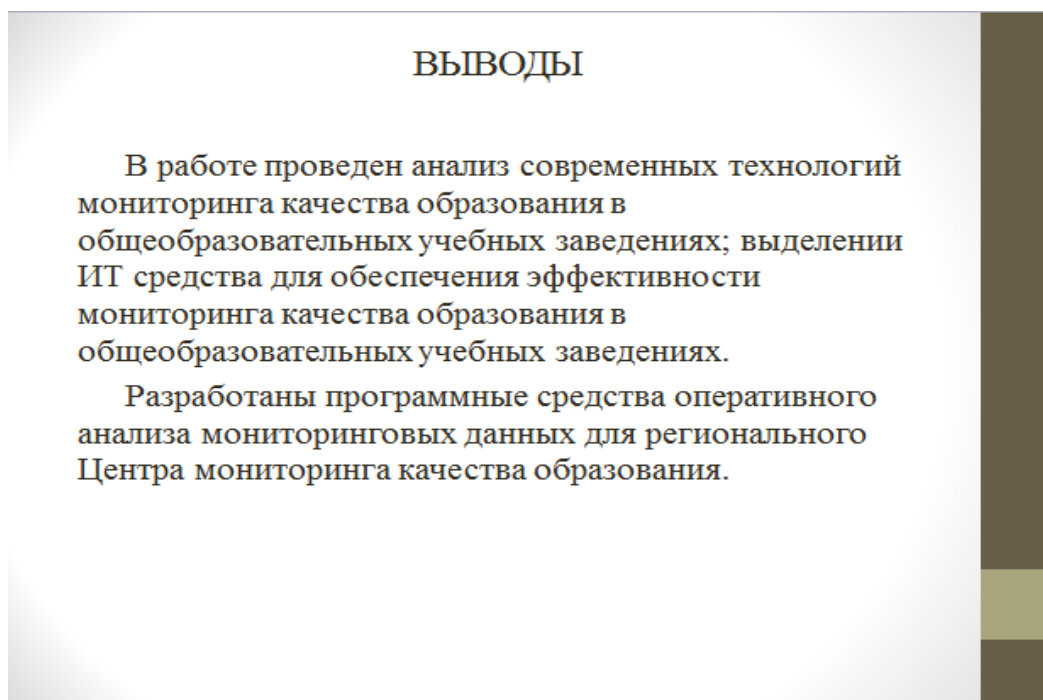 ВЫВОДЫ
В работе проведен анализ современных технологий
мониторинга качества образования в
общеобразовательных учебных заведениях; выделении
ИТ средства для обеспечения эффективности
мониторинга качества образования в
общеобразовательных учебных заведениях.
Разработаны программные средства оперативного
анализа мониторинговых данных для регионального
Центра мониторинга качества образования.